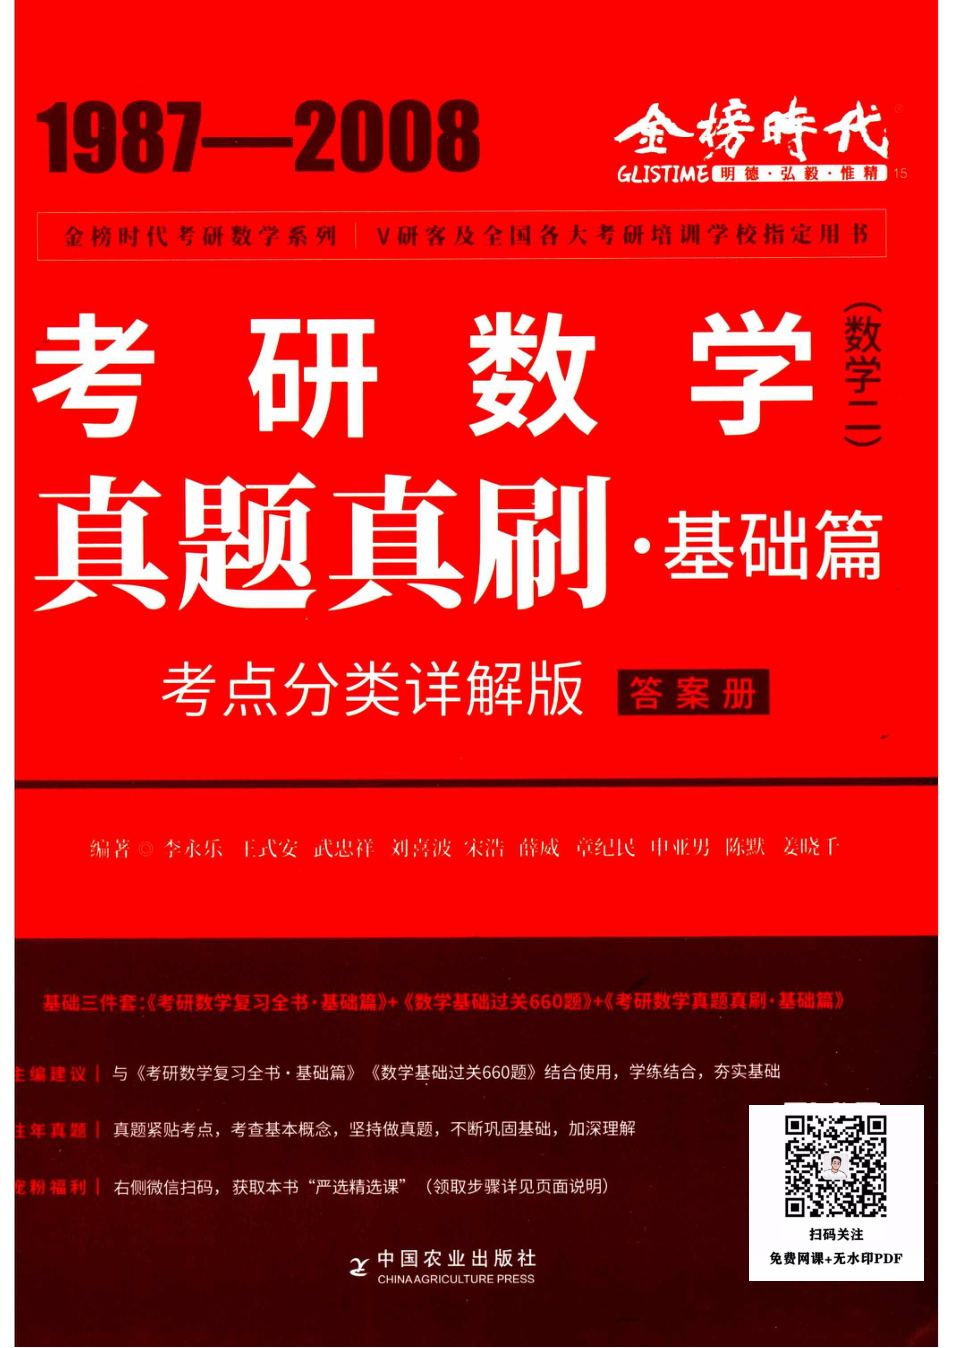 1987—2008
金榜時代
GLISTIME 明德·弘毅·惟精 15
金榜时代考研数学系列 | V研客及全国各大考研培训学校指定用书
考研数学
(数学二)
真题真刷·基础篇
考点分类详解版 答案册
编著◎李永乐 王式安 武忠祥 刘喜波 宋浩 薛威 章纪民 申亚男 陈默 姜晓千
基础三件套:《考研数学复习全书·基础篇》+《数学基础过关660题》+《考研数学真题真刷·基础篇》
主编建议 | 与《考研数学复习全书·基础篇》《数学基础过关660题》结合使用，学练结合，夯实基础
往年真题 | 真题紧贴考点，考查基本概念，坚持做真题，不断巩固基础，加深理解
宠粉福利 | 右侧微信扫码，获取本书“严选精选课”（领取步骤详见页面说明）
扫码关注
免费网课+无水印PDF
中国农业出版社
CHINA AGRICULTURE PRESS